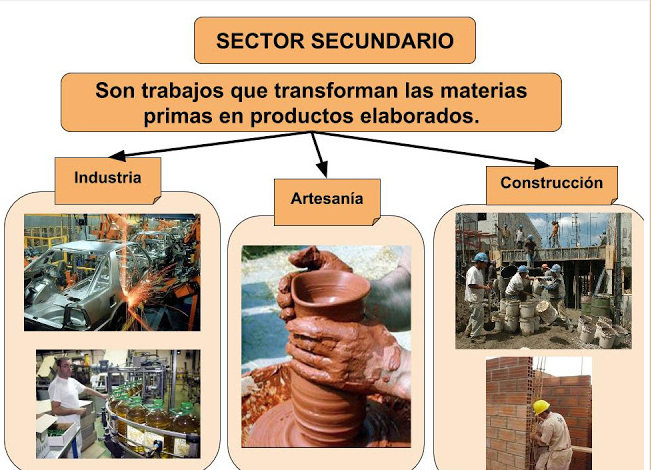 SECTOR SECUNDARIO
Son trabajos que transforman las materias
primas en productos elaborados.
Industria
Artesanía
Construcción